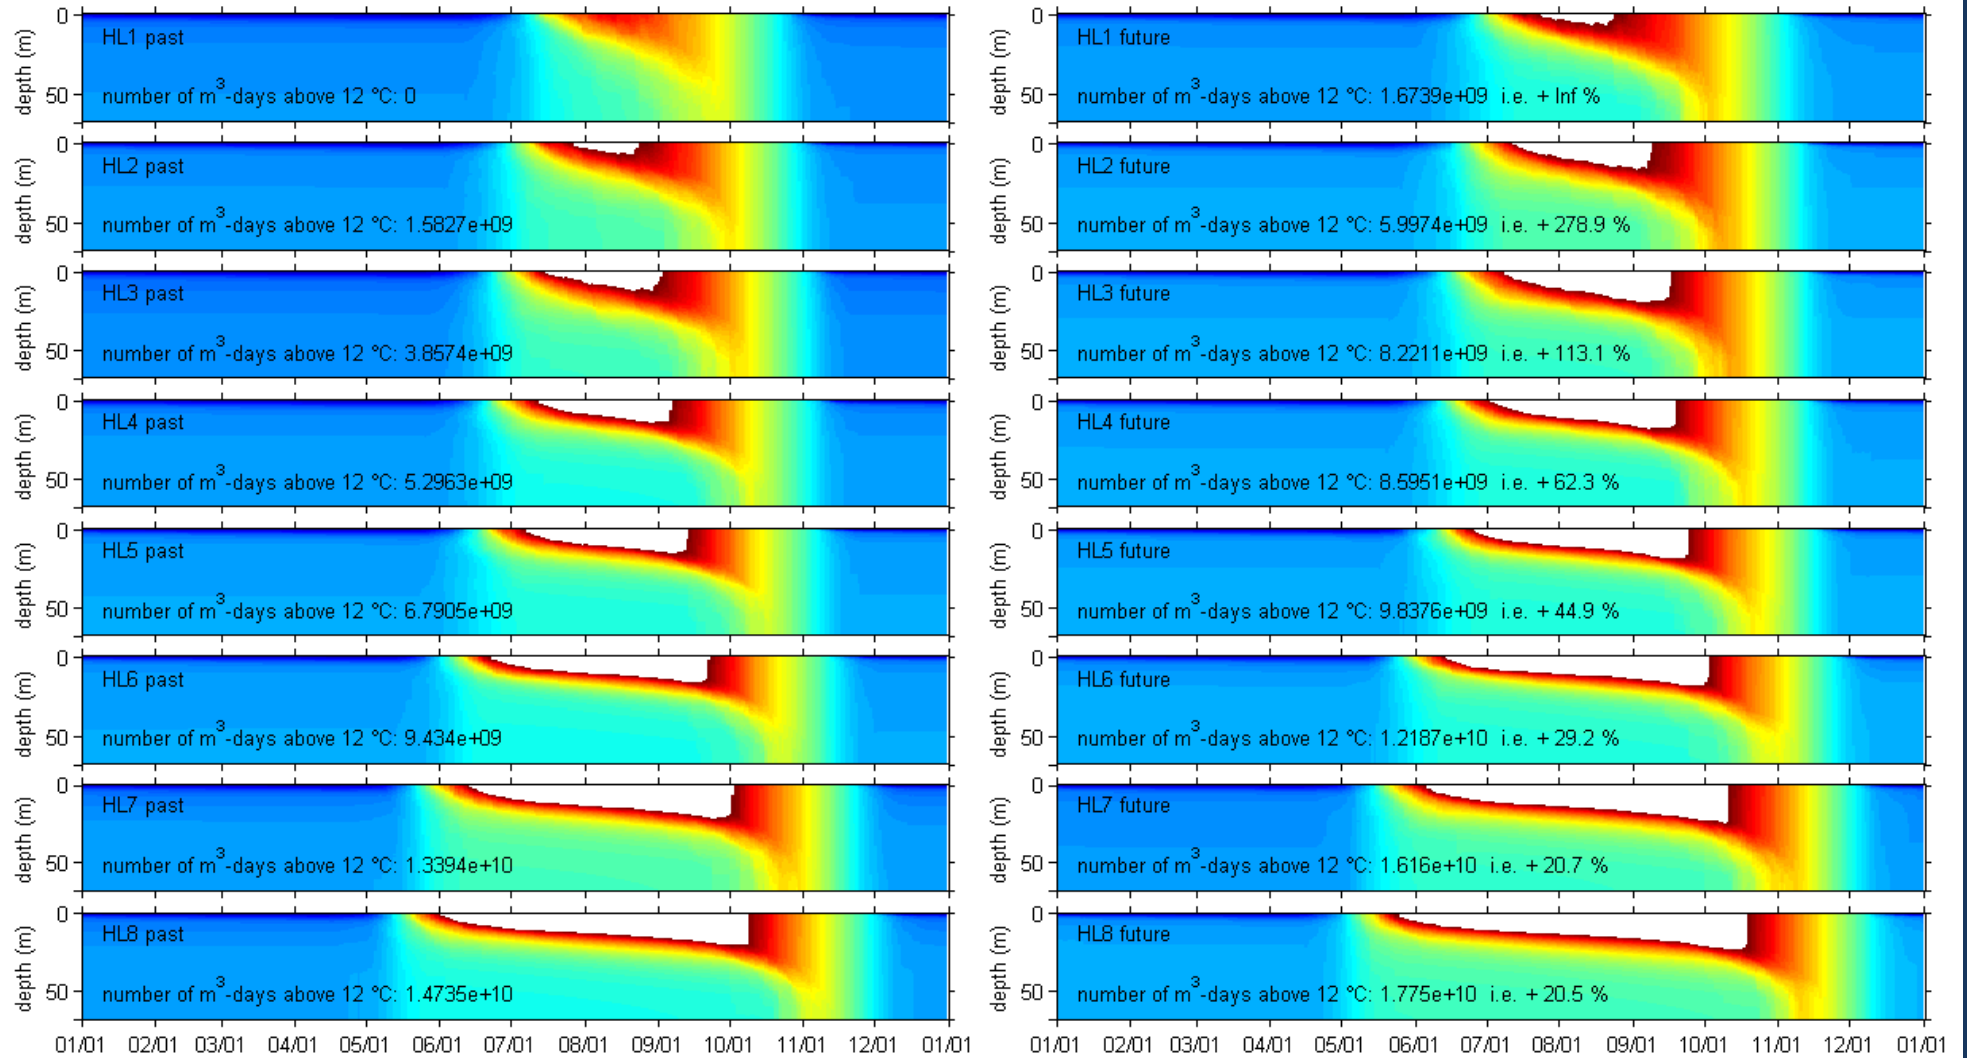 HL1 past
number of m³-days above 12 °C: 0
depth (m)
0
50
HL1 future
number of m³-days above 12 °C: 1.6739e+09 i.e. + Inf %
depth (m)
0
50
HL2 past
number of m³-days above 12 °C: 1.5827e+09
depth (m)
0
50
HL2 future
number of m³-days above 12 °C: 5.9974e+09 i.e. + 278.9 %
depth (m)
0
50
HL3 past
number of m³-days above 12 °C: 3.8574e+09
depth (m)
0
50
HL3 future
number of m³-days above 12 °C: 8.2211e+09 i.e. + 113.1 %
depth (m)
0
50
HL4 past
number of m³-days above 12 °C: 5.2963e+09
depth (m)
0
50
HL4 future
number of m³-days above 12 °C: 8.5951e+09 i.e. + 62.3 %
depth (m)
0
50
HL5 past
number of m³-days above 12 °C: 6.7905e+09
depth (m)
0
50
HL5 future
number of m³-days above 12 °C: 9.8376e+09 i.e. + 44.9 %
depth (m)
0
50
HL6 past
number of m³-days above 12 °C: 9.434e+09
depth (m)
0
50
HL6 future
number of m³-days above 12 °C: 1.2187e+10 i.e. + 29.2 %
depth (m)
0
50
HL7 past
number of m³-days above 12 °C: 1.3394e+10
depth (m)
0
50
HL7 future
number of m³-days above 12 °C: 1.616e+10 i.e. + 20.7 %
depth (m)
0
50
HL8 past
number of m³-days above 12 °C: 1.4735e+10
depth (m)
0
50
HL8 future
number of m³-days above 12 °C: 1.775e+10 i.e. + 20.5 %
depth (m)
0
50
01/01 02/01 03/01 04/01 05/01 06/01 07/01 08/01 09/01 10/01 11/01 12/01 01/01
01/01 02/01 03/01 04/01 05/01 06/01 07/01 08/01 09/01 10/01 11/01 12/01 01/01